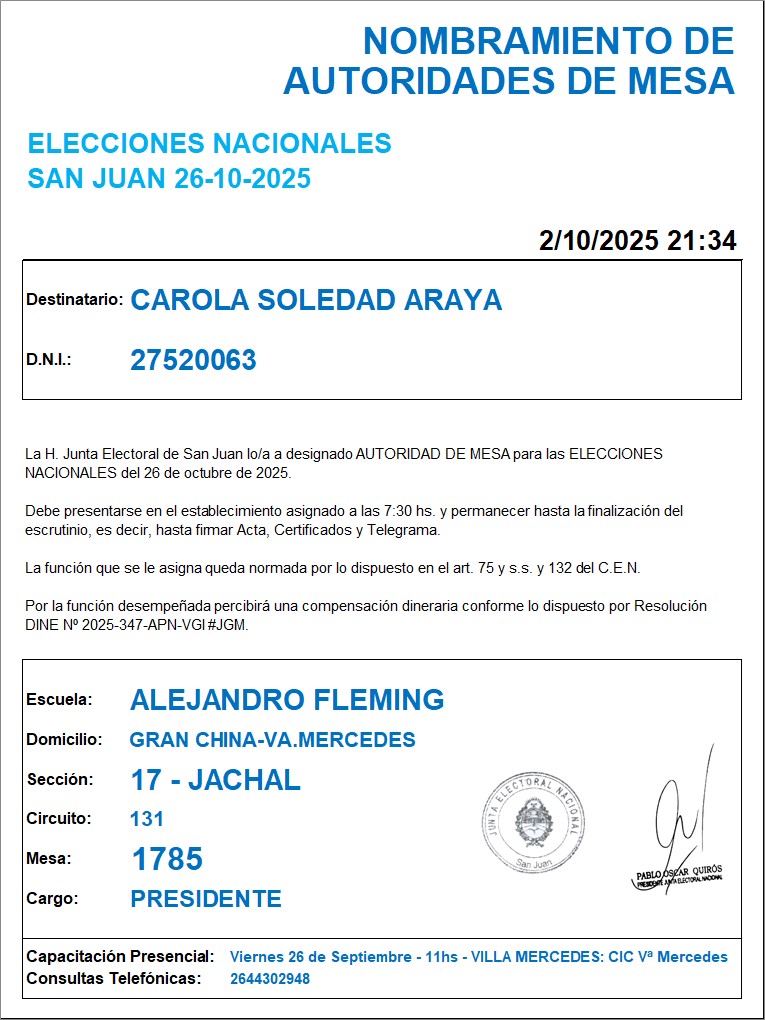 NOMBRAMIENTO DE
AUTORIDADES DE MESA
ELECCIONES NACIONALES
SAN JUAN 26-10-2025
2/10/2025 21:34
Destinatario: CAROLA SOLEDAD ARAYA
D.N.I.: 27520063
La H. Junta Electoral de San Juan lo/a a designado AUTORIDAD DE MESA para las ELECCIONES
NACIONALES del 26 de octubre de 2025.
Debe presentarse en el establecimiento asignado a las 7:30 hs. y permanecer hasta la finalización del
escrutinio, es decir, hasta firmar Acta, Certificados y Telegrama.
La función que se le asigna queda normada por lo dispuesto en el art. 75 y s.s. y 132 del C.E.N.
Por la función desempeñada percibirá una compensación dineraria conforme lo dispuesto por Resolución
DINE Nº 2025-347-APN-VGI#JGM.
Escuela: ALEJANDRO FLEMING
Domicilio: GRAN CHINA-VA.MERCEDES
Sección: 17 - JACHAL
Circuito: 131
Mesa: 1785
Cargo: PRESIDENTE
JUNTA ELECTORAL NACIONAL
San Juan
PABLO OSCAR QUIRÓS
PRESIDENTE JUNTA ELECTORAL NACIONAL
Capacitación Presencial: Viernes 26 de Septiembre - 11hs - VILLA MERCEDES: CIC Vª Mercedes
Consultas Telefónicas: 2644302948